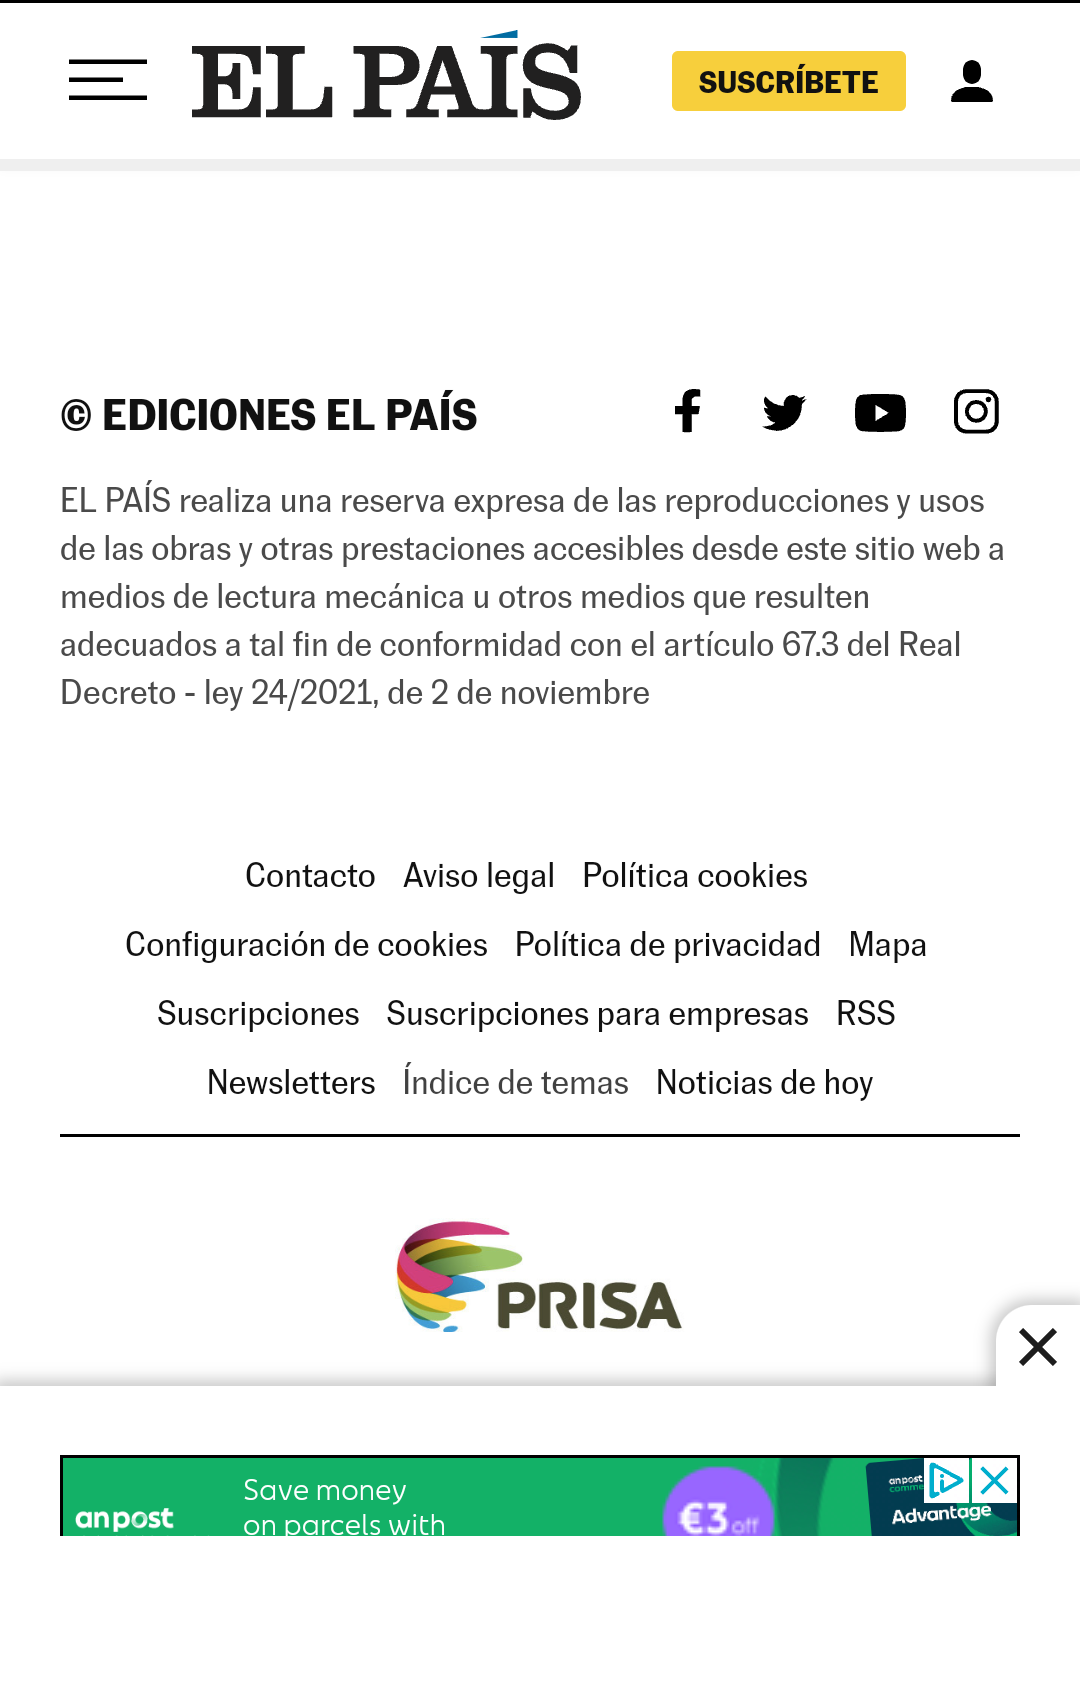 EL PAÍS
SUSCRÍBETE
© EDICIONES EL PAÍS
EL PAÍS realiza una reserva expresa de las reproducciones y usos
de las obras y otras prestaciones accesibles desde este sitio web a
medios de lectura mecánica u otros medios que resulten
adecuados a tal fin de conformidad con el artículo 67.3 del Real
Decreto - ley 24/2021, de 2 de noviembre
Contacto Aviso legal Política cookies
Configuración de cookies Política de privacidad Mapa
Suscripciones Suscripciones para empresas RSS
Newsletters Índice de temas Noticias de hoy
PRISA
Save money
on parcels with
an post
€3 off
an post
Advantage